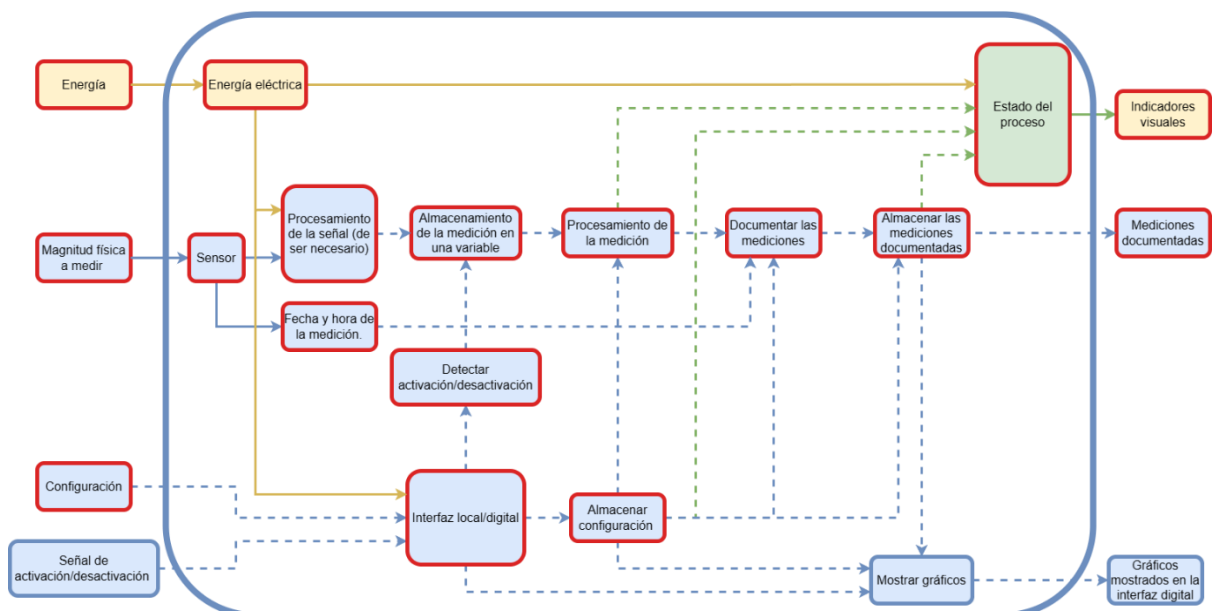 Energía
Energía eléctrica
Estado del
proceso
Indicadores
visuales
Magnitud física
a medir
Sensor
Procesamiento
de la señal (de
ser necesario)
Almacenamiento
de la medición en
una variable
Procesamiento de
la medición
Documentar las
mediciones
Almacenar las
mediciones
documentadas
Mediciones
documentadas
Fecha y hora de
la medición.
Detectar
activación/desactivación
Configuración
Interfaz local/digital
Almacenar
configuración
Señal de
activación/desactivación
Mostrar gráficos
Gráficos
mostrados en la
interfaz digital